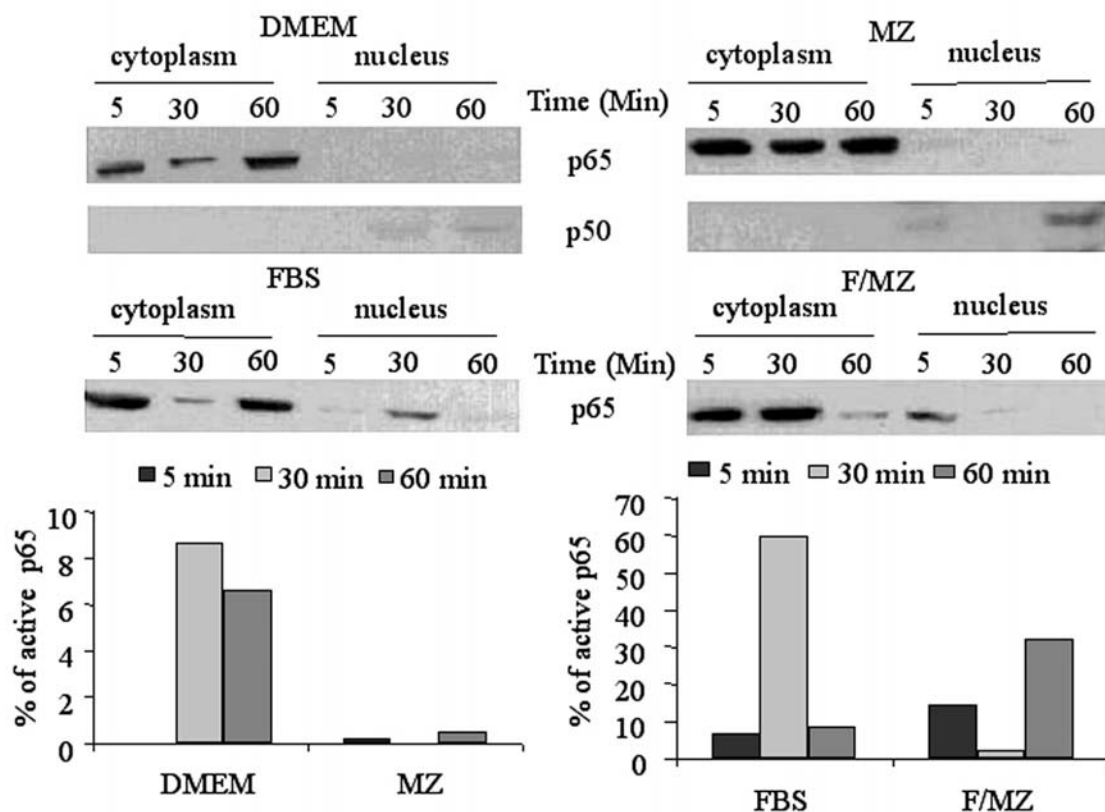 DMEM
cytoplasm nucleus
5 30 60 5 30 60
MZ
cytoplasm nucleus
5 30 60 5 30 60
Time (Min)
p65
p50
FBS
cytoplasm nucleus
5 30 60 5 30 60
F/MZ
cytoplasm nucleus
5 30 60 5 30 60
Time (Min)
p65
5 min 30 min 60 min
% of active p65
10
8
6
4
2
0
DMEM MZ
5 min 30 min 60 min
% of active p65
70
60
50
40
30
20
10
0
FBS F/MZ